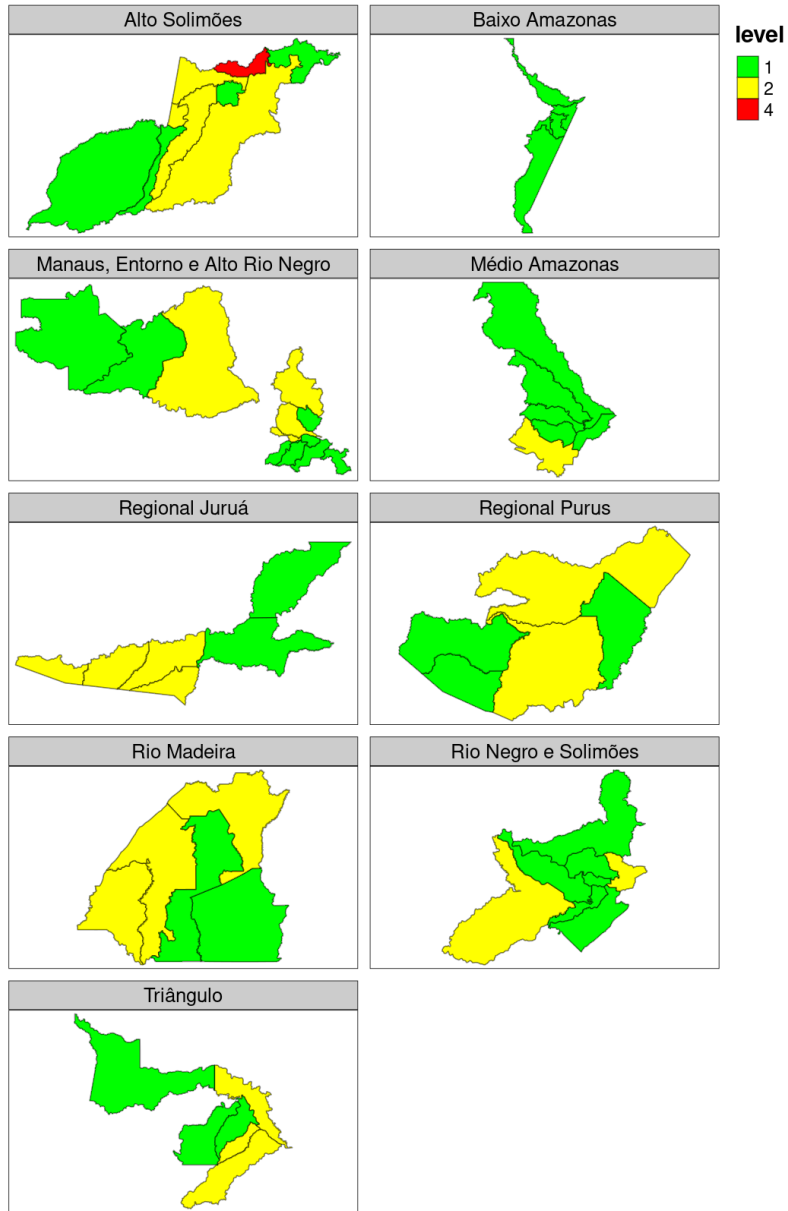 Alto Solimões
Baixo Amazonas
level
1
2
4
Manaus, Entorno e Alto Rio Negro
Médio Amazonas
Regional Juruá
Regional Purus
Rio Madeira
Rio Negro e Solimões
Triângulo